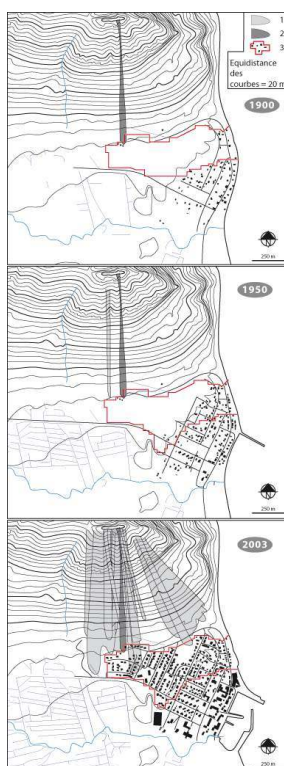 1
2
3
Equidistance
des
courbes = 20 m
1900
250 m
1950
250 m
2003
250 m